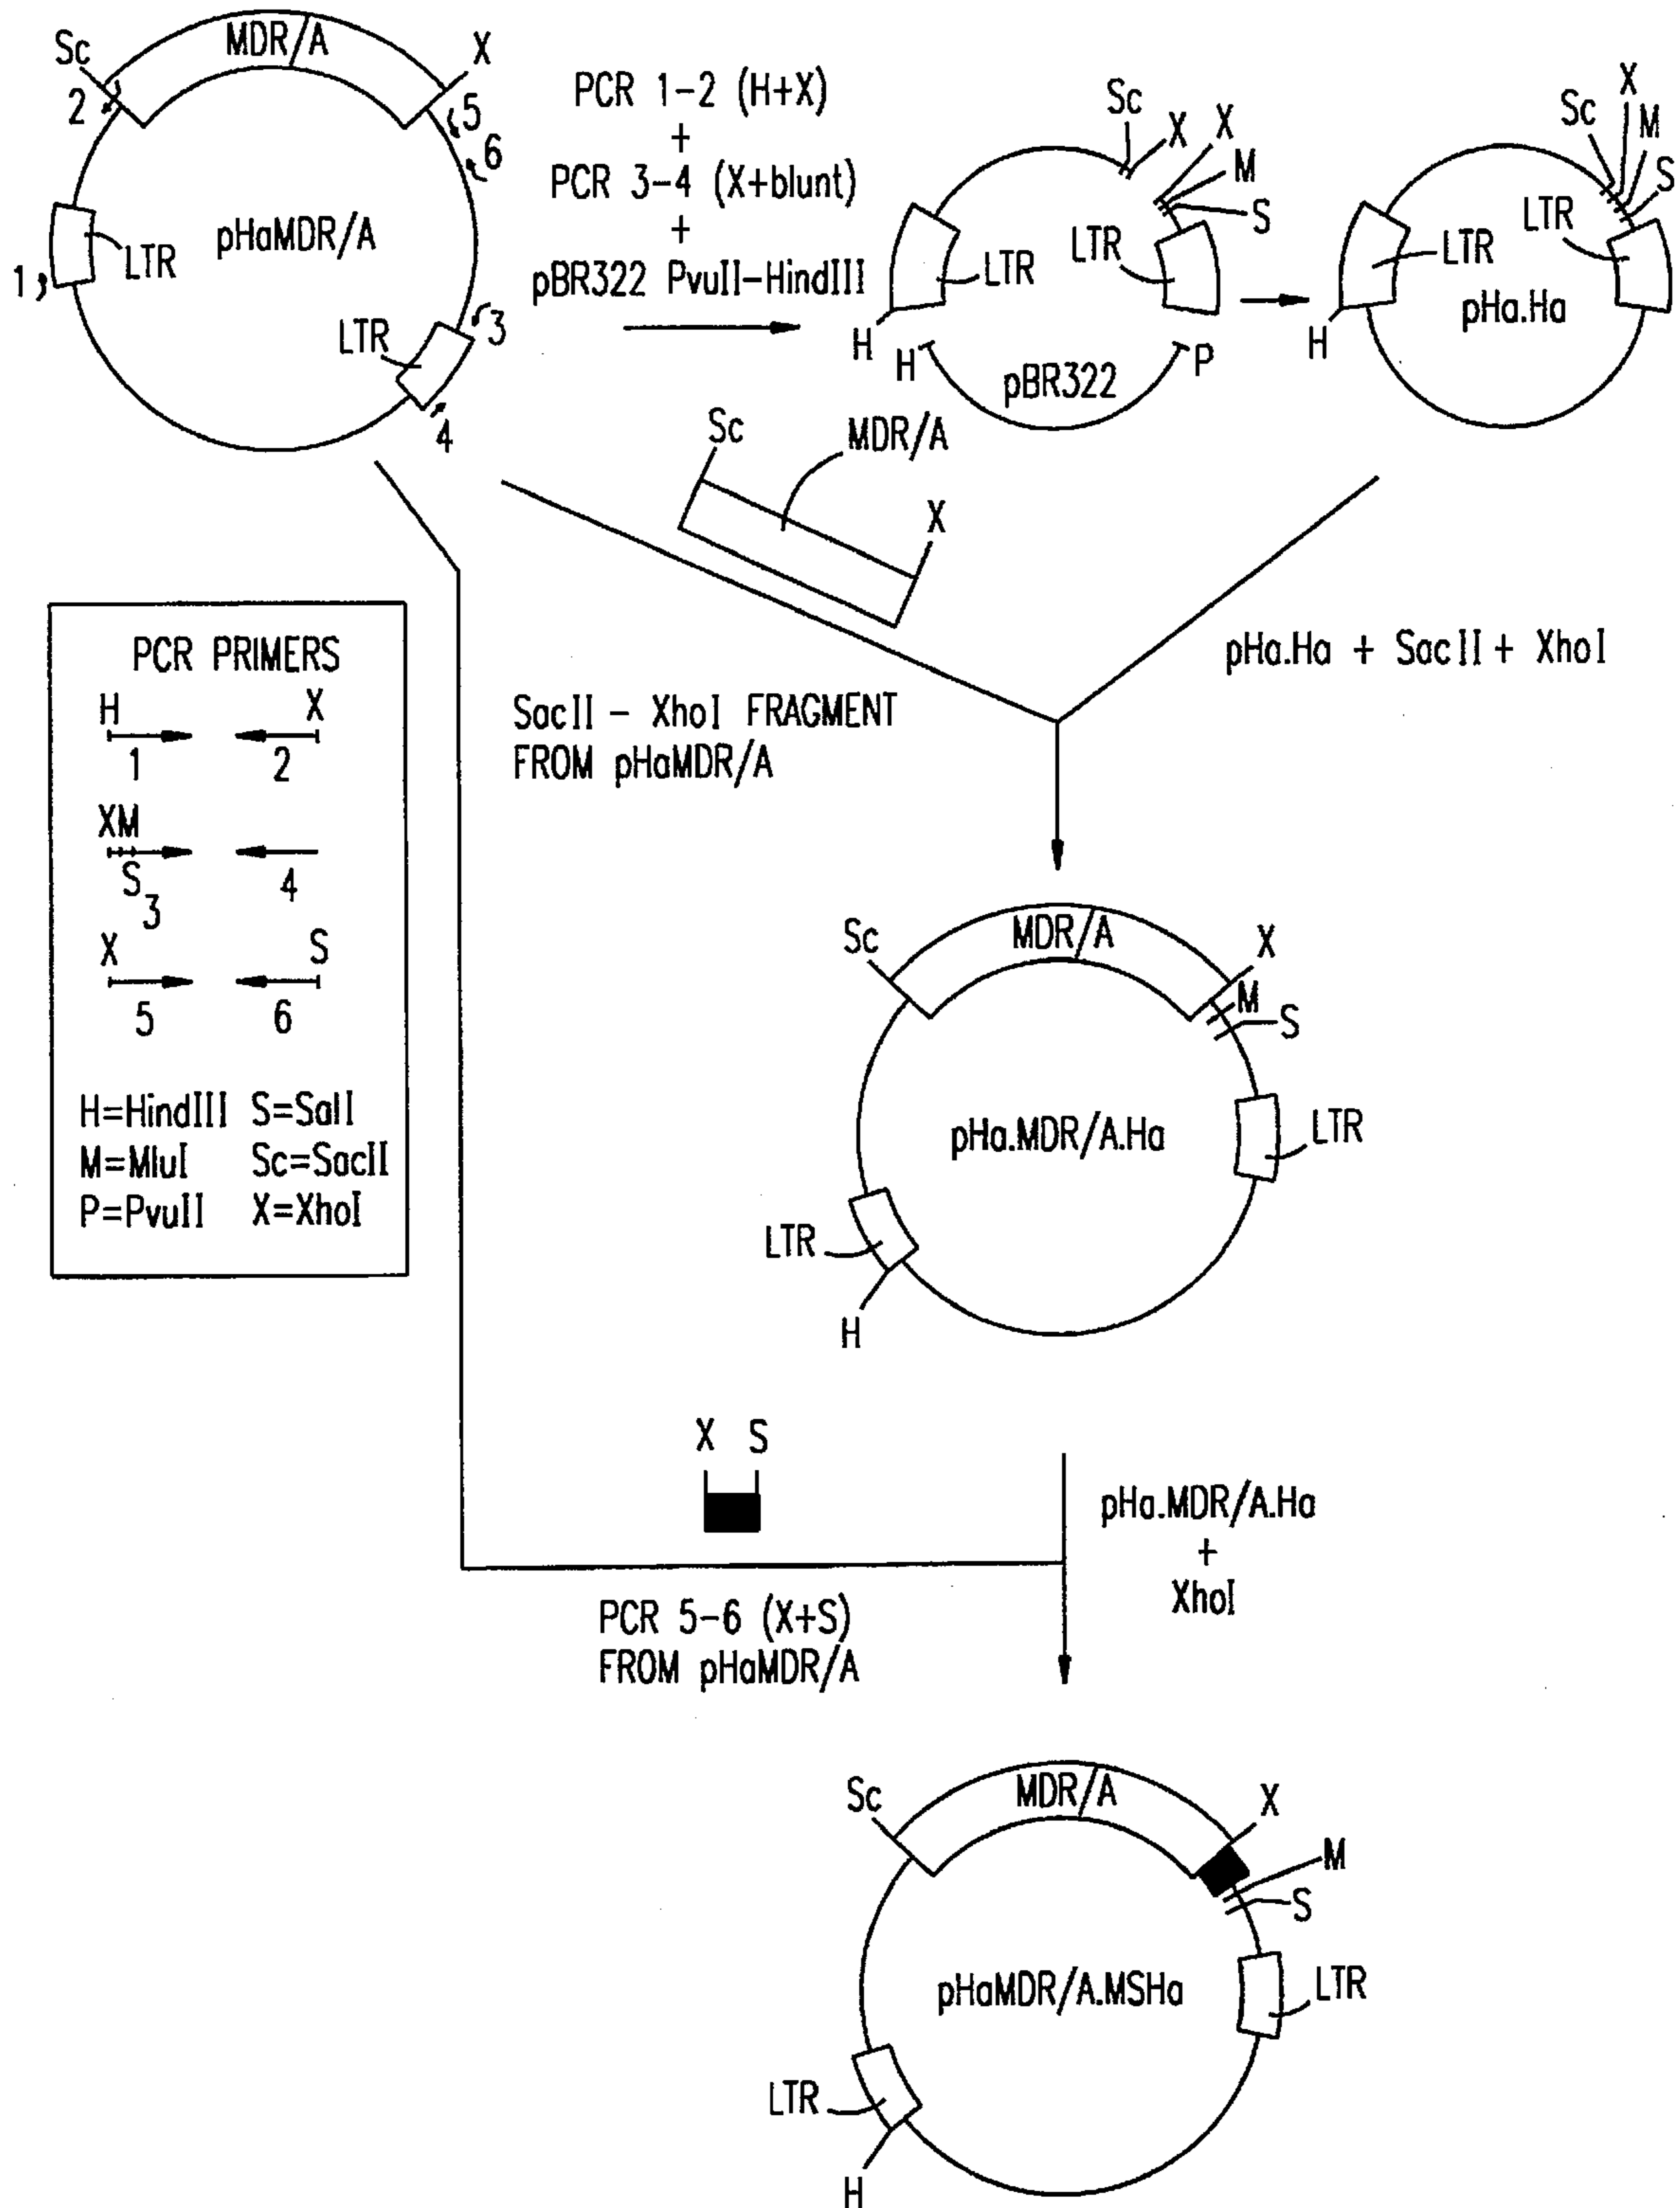 Sc
MDR/A
X
2
5
6
1,
LTR
pHaMDR/A
LTR
3
4
PCR 1-2 (H+X)
+
PCR 3-4 (X+blunt)
+
pBR322 PvuII-HindIII
Sc
X
X
M
S
LTR
LTR
H
H
P
pBR322
Sc
X
M
S
LTR
LTR
pHa.Ha
H
Sc
MDR/A
X
SacII - XhoI FRAGMENT
FROM pHaMDR/A
pHa.Ha + SacII + XhoI
PCR PRIMERS
H
X
1
2
XM
S
3
4
X
S
5
6
H=HindIII S=SalI
M=MluI Sc=SacII
P=PvuII X=XhoI
Sc
MDR/A
X
M
S
pHa.MDR/A.Ha
LTR
LTR
H
X S
PCR 5-6 (X+S)
FROM pHaMDR/A
pHa.MDR/A.Ha
+
XhoI
Sc
MDR/A
X
M
S
pHaMDR/A.MSHa
LTR
LTR
H